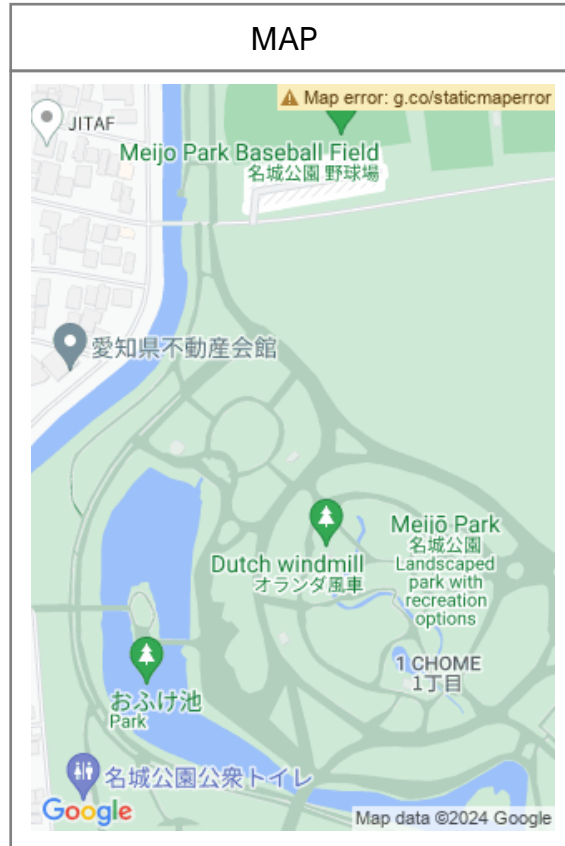 MAP
Map error: g.co/staticmaperror
JITAF
Meijo Park Baseball Field
名城公園 野球場
愛知県不動産会館
Dutch windmill
オランダ風車
Meijō Park
名城公園
Landscaped
park with
recreation
options
1 CHOME
1丁目
おふけ池
Park
名城公園公衆トイレ
Google
Map data ©2024 Google